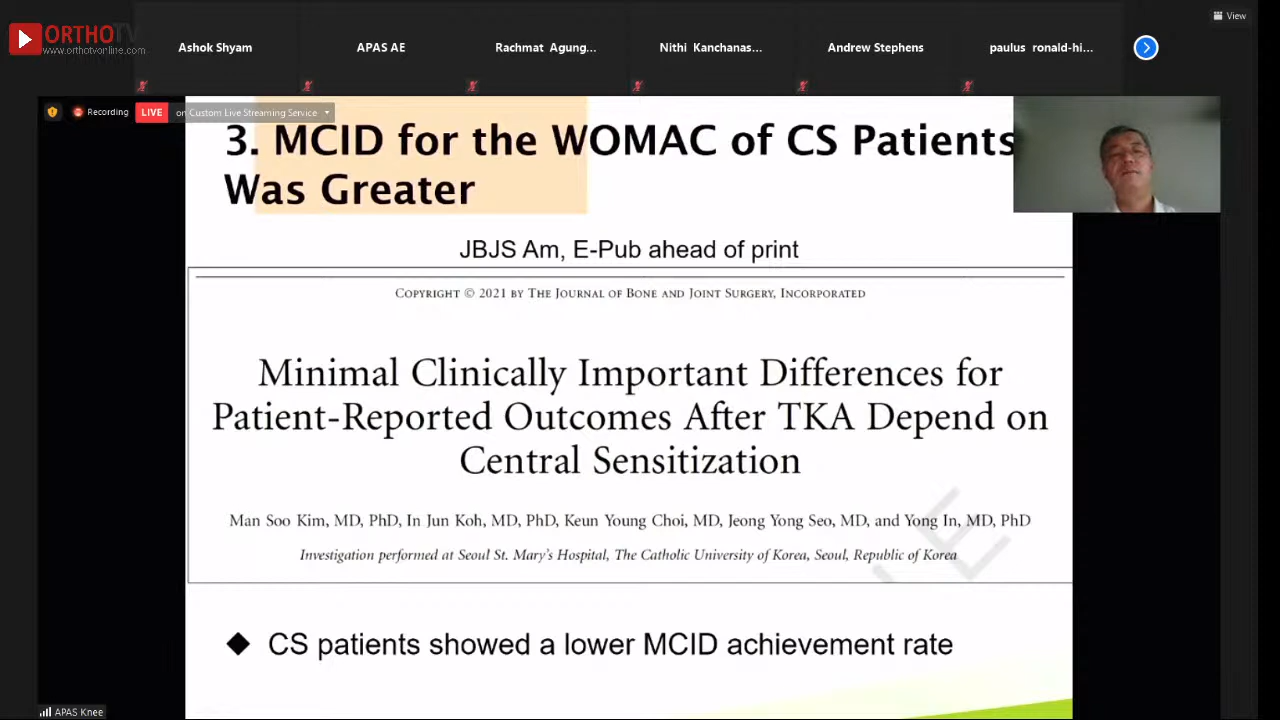 ORTHOTV
www.orthotvonline.com
View
Ashok Shyam
APAS AE
Rachmat Agung...
Nithi Kanchanas...
Andrew Stephens
paulus ronald-hi...
Recording
LIVE
on Custom Live Streaming Service
3. MCID for the WOMAC of CS Patients
Was Greater
JBJS Am, E-Pub ahead of print
COPYRIGHT © 2021 BY THE JOURNAL OF BONE AND JOINT SURGERY, INCORPORATED
Minimal Clinically Important Differences for
Patient-Reported Outcomes After TKA Depend on
Central Sensitization
Man Soo Kim, MD, PhD, In Jun Koh, MD, PhD, Keun Young Choi, MD, Jeong Yong Seo, MD, and Yong In, MD, PhD
Investigation performed at Seoul St. Mary's Hospital, The Catholic University of Korea, Seoul, Republic of Korea
CS patients showed a lower MCID achievement rate
APAS Knee